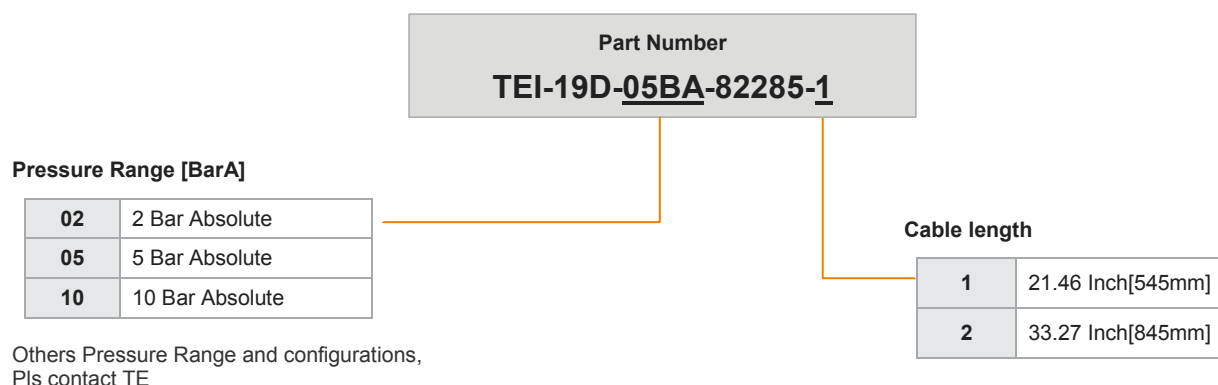 Part Number
TEI-19D-05BA-82285-1
Pressure Range [BarA]
02 2 Bar Absolute
05 5 Bar Absolute
10 10 Bar Absolute
Others Pressure Range and configurations,
Pls contact TE
Cable length
1 21.46 Inch[545mm]
2 33.27 Inch[845mm]